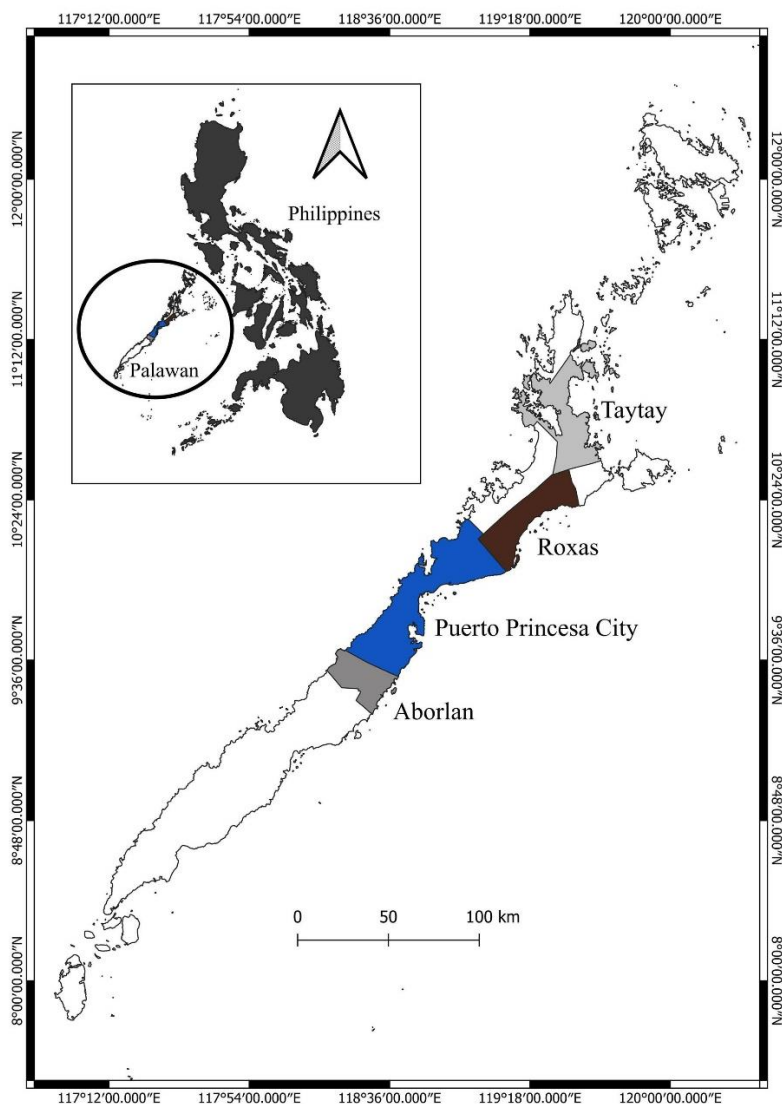 117°12′00.000″E 117°54′00.000″E 118°36′00.000″E 119°18′00.000″E 120°00′00.000″E
12°00′00.000″N
12°00′00.000″N
Philippines
Palawan
11°12′00.000″N
11°12′00.000″N
Taytay
10°24′00.000″N
10°24′00.000″N
Roxas
Puerto Princesa City
9°36′00.000″N
9°36′00.000″N
Aborlan
8°48′00.000″N
8°48′00.000″N
0 50 100 km
8°00′00.000″N
8°00′00.000″N
117°12′00.000″E 117°54′00.000″E 118°36′00.000″E 119°18′00.000″E 120°00′00.000″E